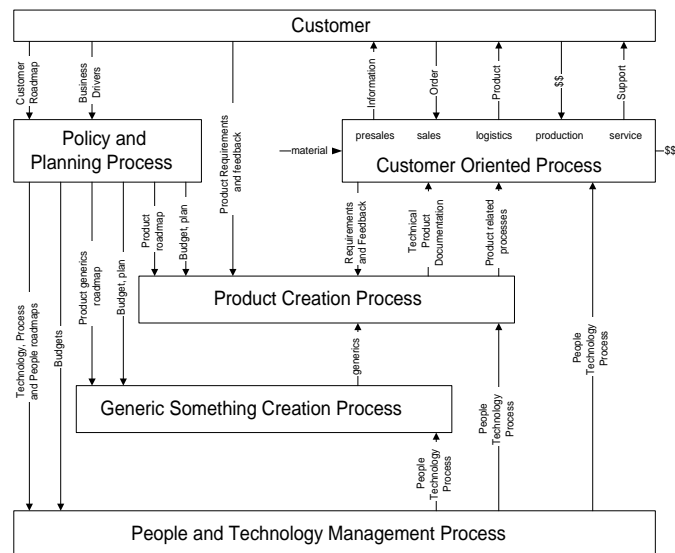 Customer
Customer
Roadmap
Business
Drivers
Product Requirements
and feedback
Information
Order
Product
$$
Support
Policy and
Planning Process
material
presales sales logistics production service
Customer Oriented Process
$$
Technology, Process
and People roadmaps
Budgets
Product generics
roadmap
Budget, plan
Product
roadmap
Budget, plan
Requirements
and Feedback
Technical
Product
Documentation
Product related
processes
People
Technology
Process
Product Creation Process
generics
People
Technology
Process
Generic Something Creation Process
People
Technology
Process
People and Technology Management Process